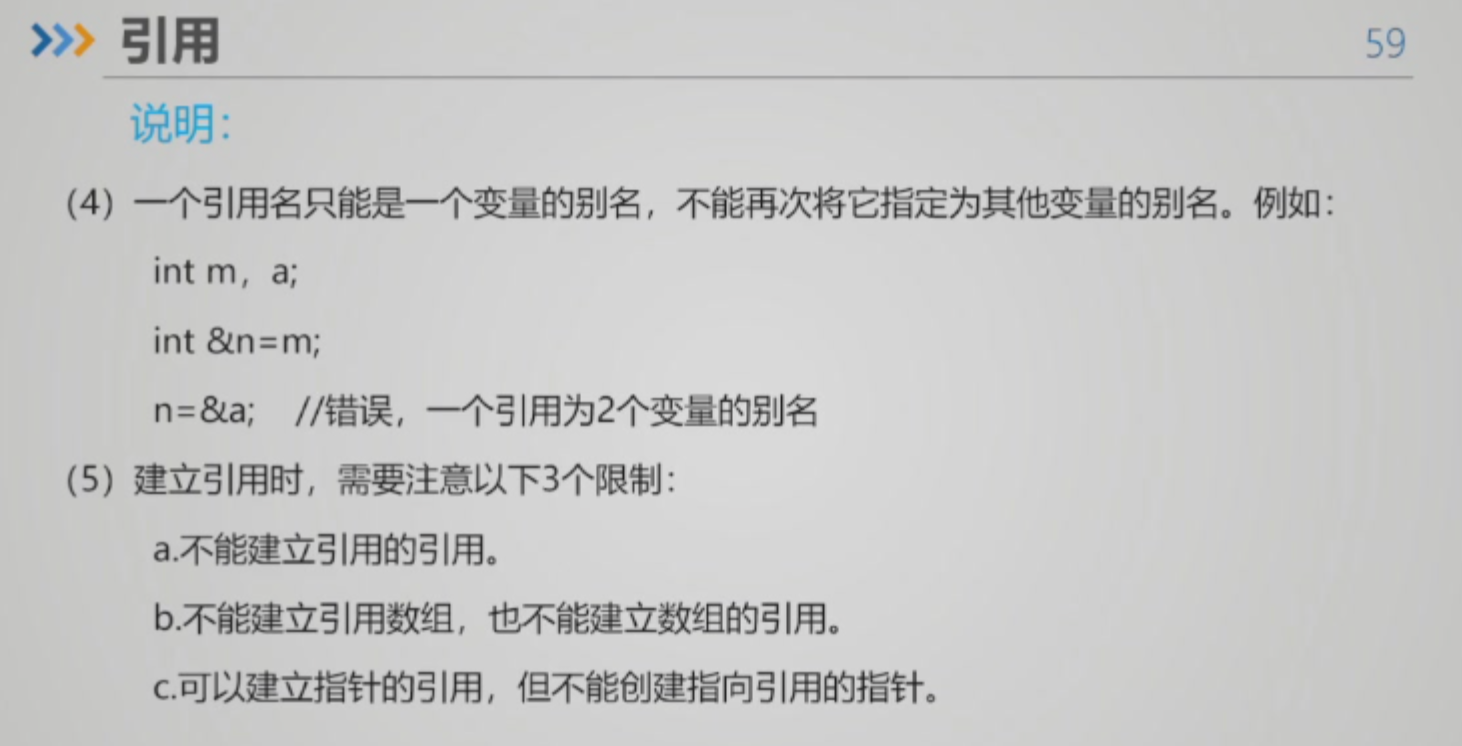 引用
59
说明：
（4）一个引用名只能是一个变量的别名，不能再次将它指定为其他变量的别名。例如：
int m，a;
int &n=m;
n=&a; //错误，一个引用为2个变量的别名
（5）建立引用时，需要注意以下3个限制：
a.不能建立引用的引用。
b.不能建立引用数组，也不能建立数组的引用。
c.可以建立指针的引用，但不能创建指向引用的指针。